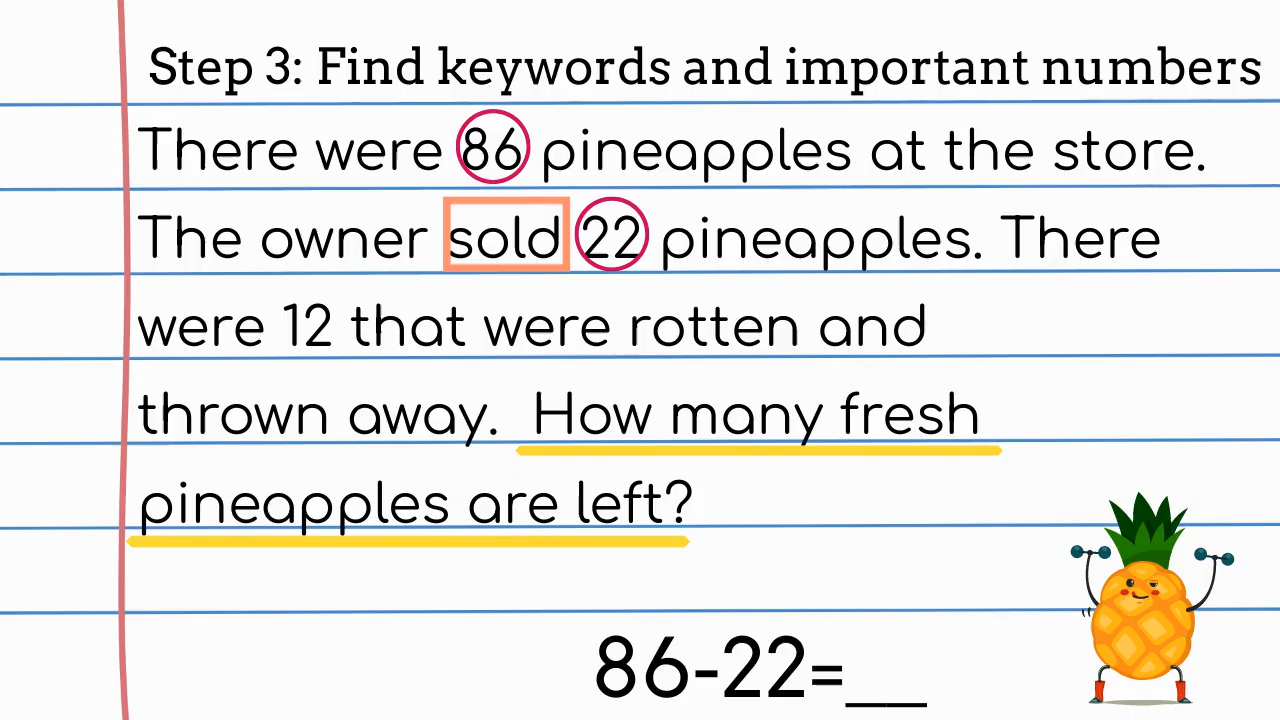 Step 3: Find keywords and important numbers
There were 86 pineapples at the store.
The owner sold 22 pineapples. There
were 12 that were rotten and
thrown away. How many fresh
pineapples are left?
86-22=__